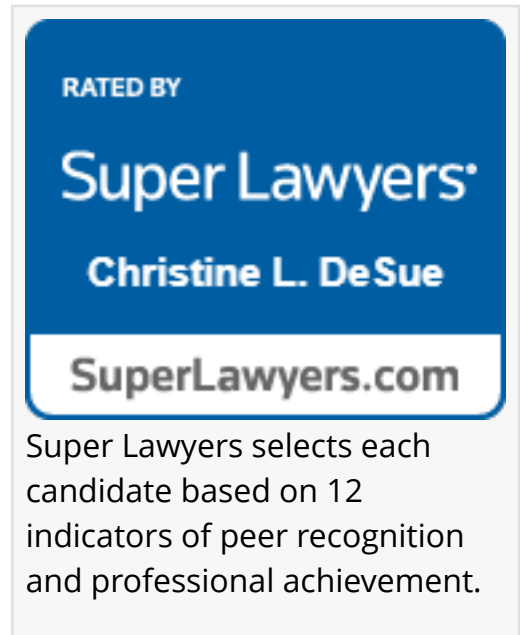 RATED BY
Super Lawyers
Christine L. DeSue
SuperLawyers.com
Super Lawyers selects each
candidate based on 12
indicators of peer recognition
and professional achievement.